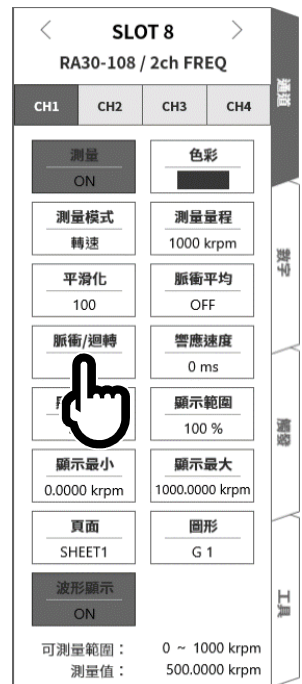 SLOT 8
RA30-108 / 2ch FREQ
CH1 CH2 CH3 CH4
測量 色彩
ON
測量模式 測量量程
轉速 1000 krpm
平滑化 脈衝平均
100 OFF
脈衝/迴轉 響應速度
0 ms
顯示範圍
100 %
顯示最小 顯示最大
0.0000 krpm 1000.0000 krpm
頁面 圖形
SHEET1 G 1
波形顯示
ON
可測量範圍： 0 ~ 1000 krpm
測量值： 500.0000 krpm
通道
數字
觸發
工具